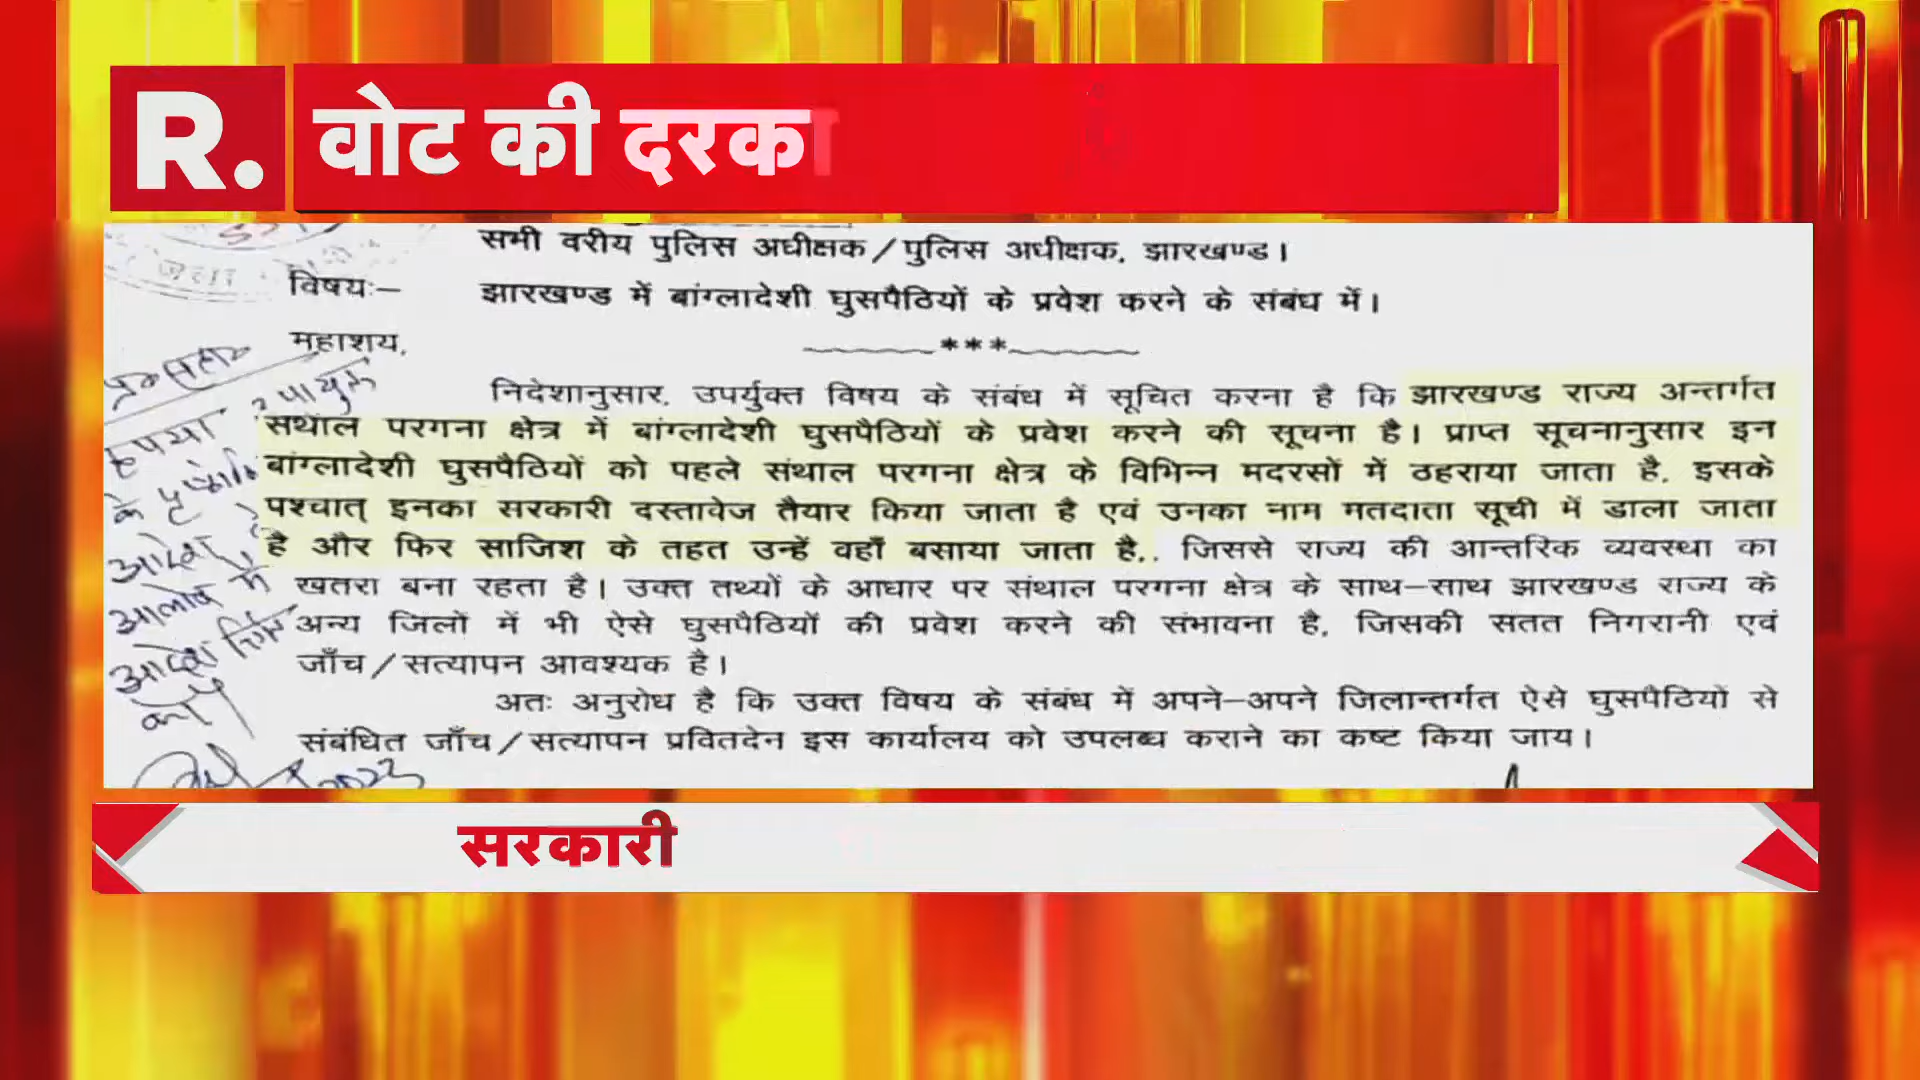 R. वोट की दरका
सभी वरीय पुलिस अधीक्षक/पुलिस अधीक्षक, झारखण्ड।
विषयः– झारखण्ड में बांग्लादेशी घुसपैठियों के प्रवेश करने के संबंध में।
महाशय,
***
निदेशानुसार, उपर्युक्त विषय के संबंध में सूचित करना है कि झारखण्ड राज्य अन्तर्गत
सथांल परगना क्षेत्र में बांग्लादेशी घुसपैठियों के प्रवेश करने की सूचना है। प्राप्त सूचनानुसार इन
बांग्लादेशी घुसपैठियों को पहले संथाल परगना क्षेत्र के विभिन्न मदरसों में ठहराया जाता है, इसके
पश्चात् इनका सरकारी दस्तावेज तैयार किया जाता है एवं उनका नाम मतदाता सूची में डाला जाता
है और फिर साजिश के तहत उन्हें वहाँ बसाया जाता है,. जिससे राज्य की आन्तरिक व्यवस्था का
खतरा बना रहता है। उक्त तथ्यों के आधार पर संथाल परगना क्षेत्र के साथ–साथ झारखण्ड राज्य के
अन्य जिलों में भी ऐसे घुसपैठियों की प्रवेश करने की संभावना है, जिसकी सतत निगरानी एवं
जाँच/सत्यापन आवश्यक है।
अतः अनुरोध है कि उक्त विषय के संबंध में अपने–अपने जिलान्तर्गत ऐसे घुसपैठियों से
संबंधित जाँच/सत्यापन प्रवितदेन इस कार्यालय को उपलब्ध कराने का कष्ट किया जाय।
सरकारी